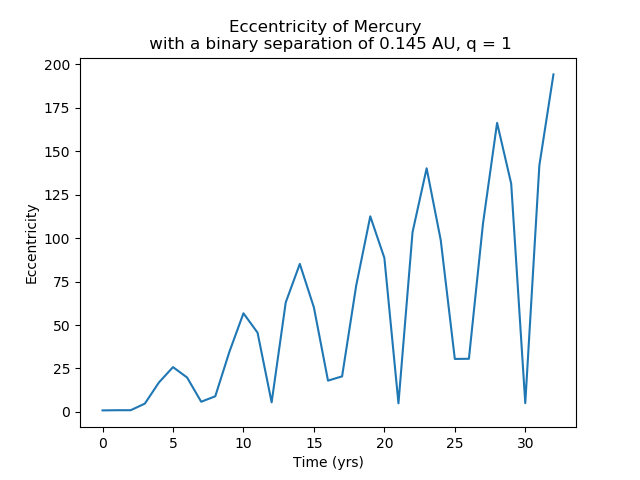 Eccentricity of Mercury
with a binary separation of 0.145 AU, q = 1
200
175
150
125
100
75
50
25
0
Eccentricity
0 5 10 15 20 25 30
Time (yrs)